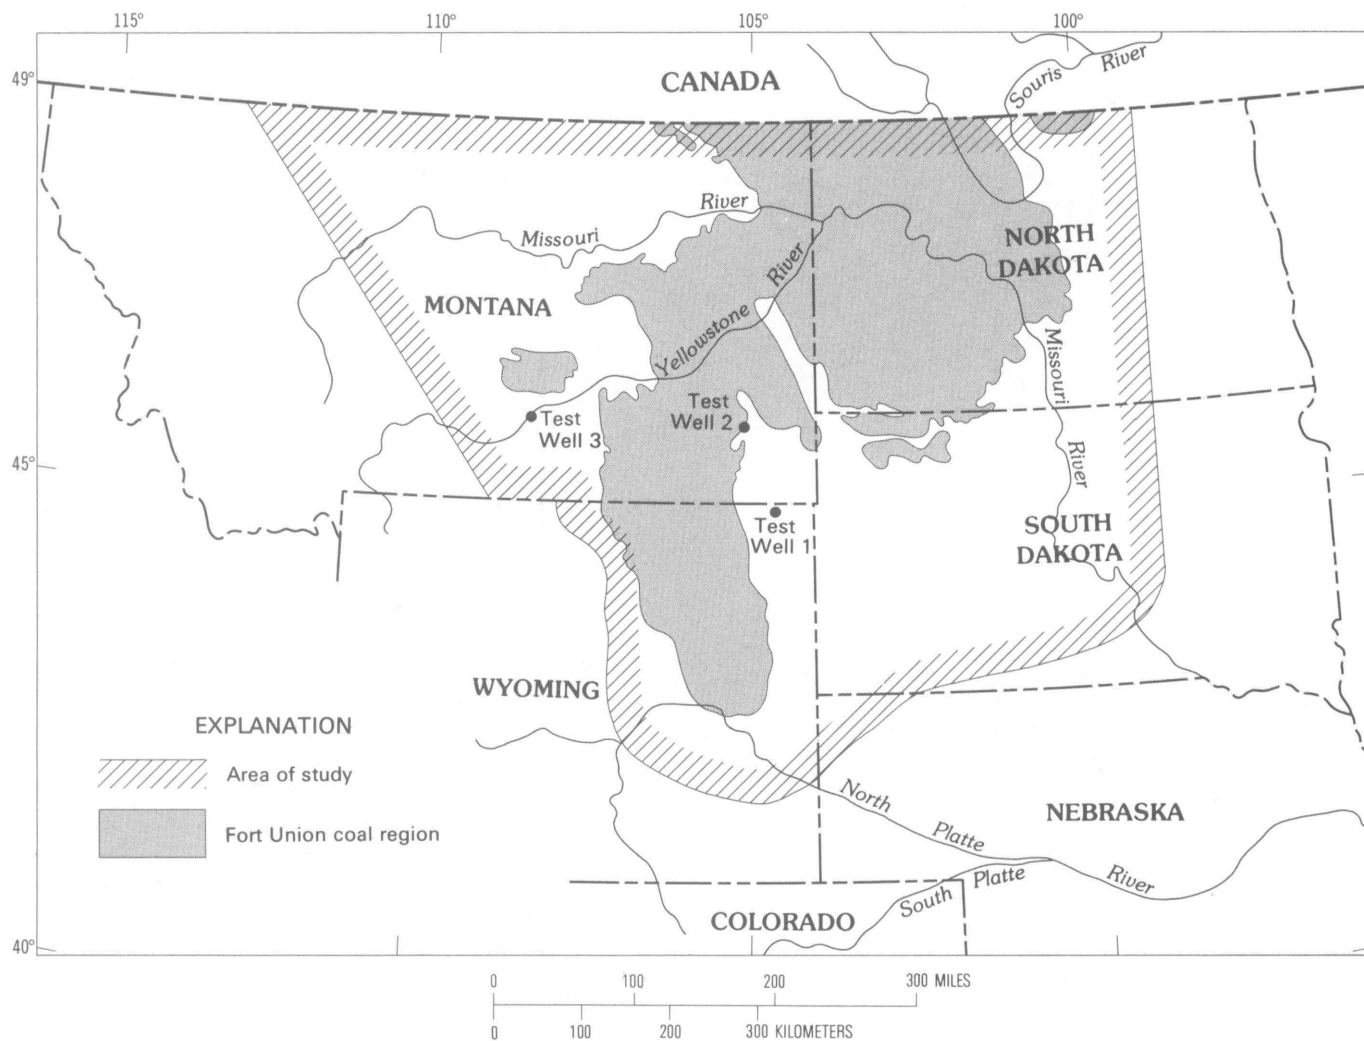 115° 110° 105° 100°
49°
CANADA
Souris River
Missouri River
NORTH
DAKOTA
MONTANA
Yellowstone River
Missouri River
Test
Well 2
Test
Well 3
45°
Test
Well 1
SOUTH
DAKOTA
WYOMING
EXPLANATION
Area of study
Fort Union coal region
North Platte River
NEBRASKA
South Platte
COLORADO
40°
0 100 200 300 MILES
0 100 200 300 KILOMETERS